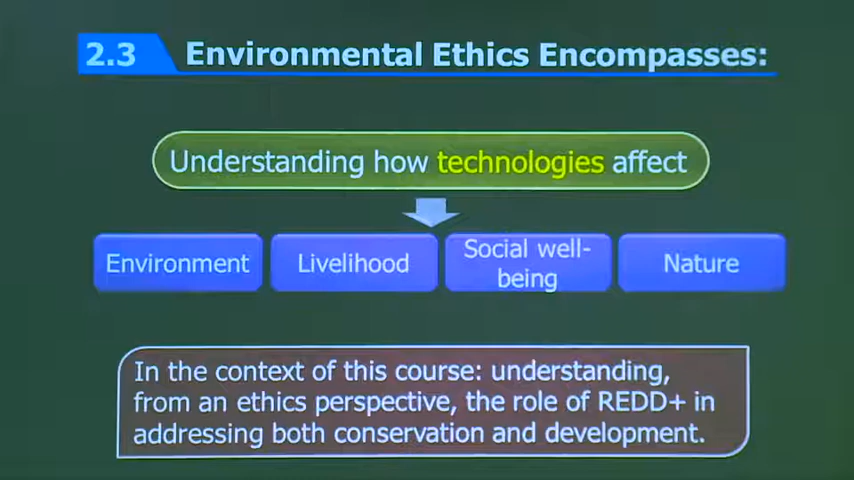 2.3 Environmental Ethics Encompasses:
Understanding how technologies affect
Environment
Livelihood
Social well-
being
Nature
In the context of this course: understanding,
from an ethics perspective, the role of REDD+ in
addressing both conservation and development.